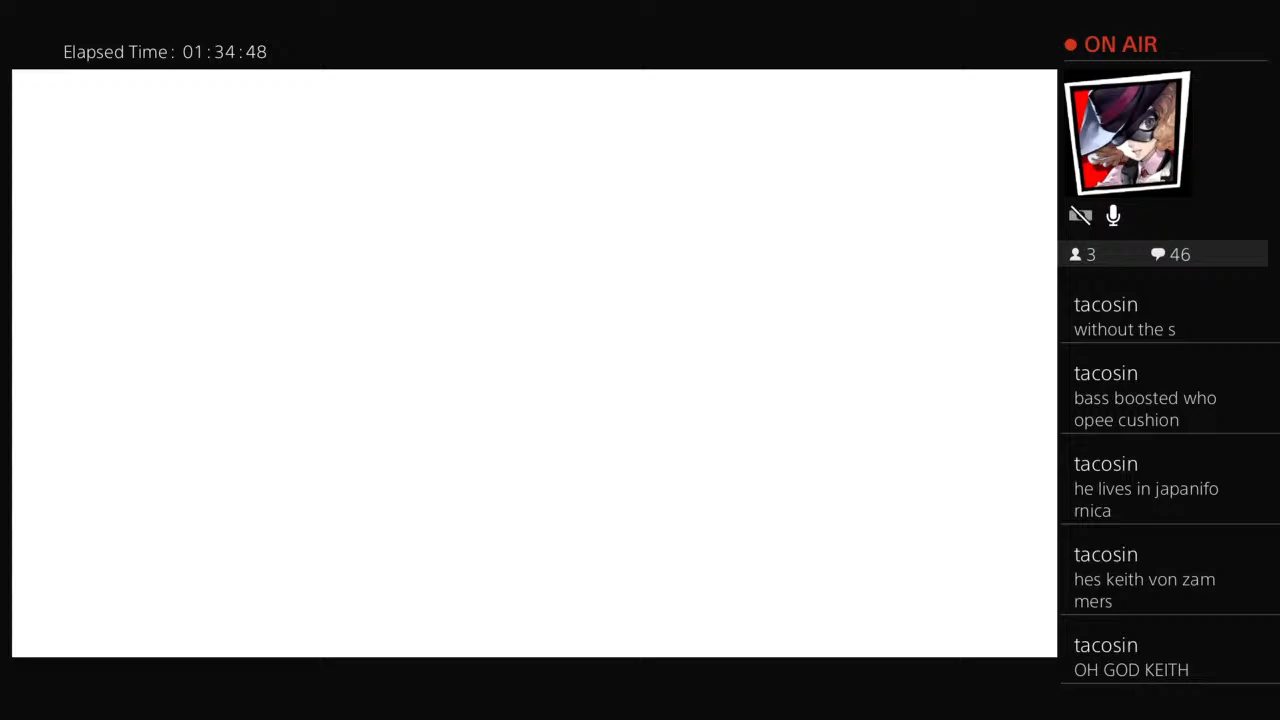 Elapsed Time: 01:34:48
ON AIR
3 46
tacosin
without the s
tacosin
bass boosted who
opee cushion
tacosin
he lives in japanifo
rnica
tacosin
hes keith von zam
mers
tacosin
OH GOD KEITH